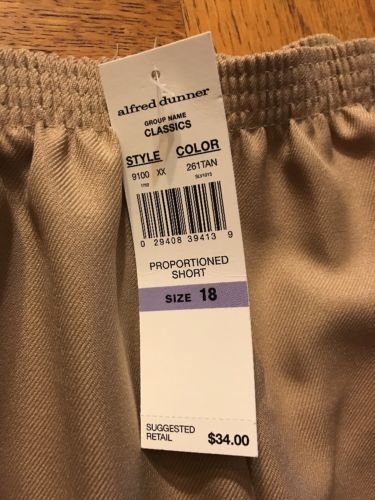 alfred dunner
GROUP NAME
CLASSICS
STYLE COLOR
9100 XX 261TAN
0 29408 39413 9
PROPORTIONED
SHORT
SIZE 18
SUGGESTED
RETAIL $34.00